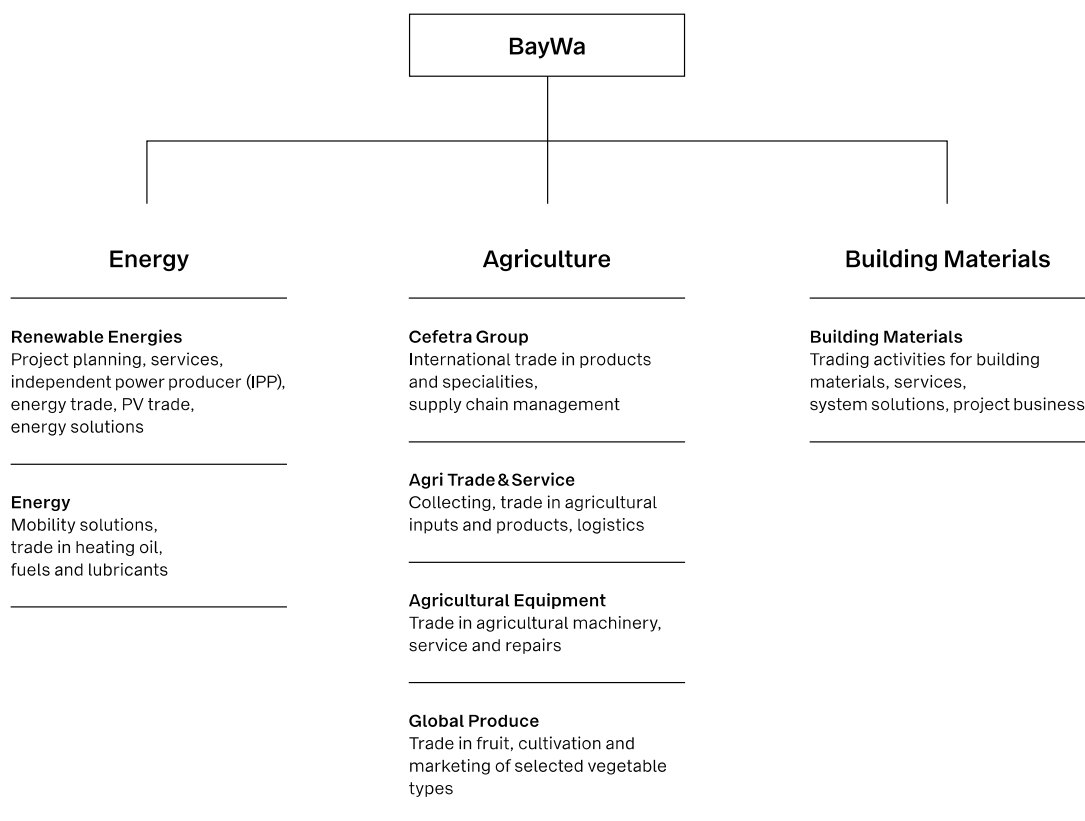 BayWa
Energy
Renewable Energies
Project planning, services,
independent power producer (IPP),
energy trade, PV trade,
energy solutions
Energy
Mobility solutions,
trade in heating oil,
fuels and lubricants
Agriculture
Cefetra Group
International trade in products
and specialities,
supply chain management
Agri Trade & Service
Collecting, trade in agricultural
inputs and products, logistics
Agricultural Equipment
Trade in agricultural machinery,
service and repairs
Global Produce
Trade in fruit, cultivation and
marketing of selected vegetable
types
Building Materials
Building Materials
Trading activities for building
materials, services,
system solutions, project business